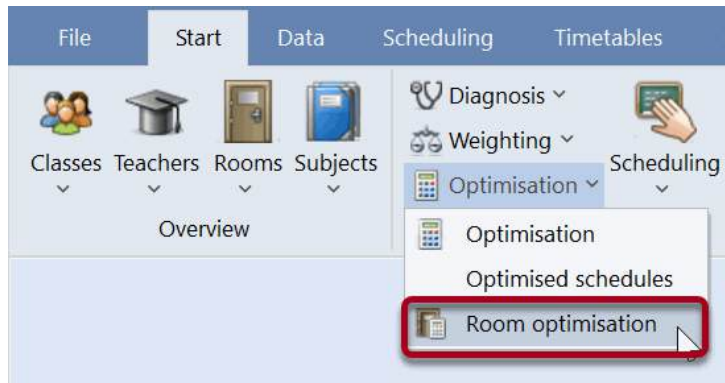 File Start Data Scheduling Timetables
Diagnosis
Weighting
Classes Teachers Rooms Subjects
Optimisation
Scheduling
Overview
Optimisation
Optimised schedules
Room optimisation